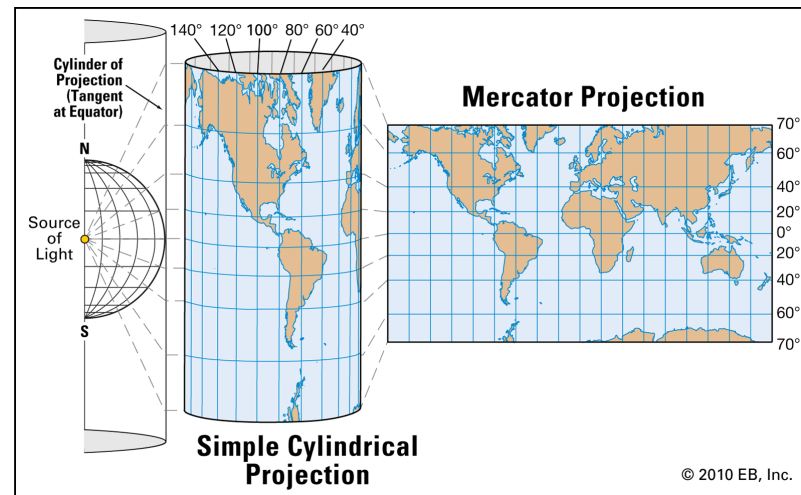 140° 120° 100° 80° 60° 40°
Cylinder of
Projection
(Tangent
at Equator)
N
Source
of
Light
S
Simple Cylindrical
Projection
Mercator Projection
70°
60°
40°
20°
0°
20°
40°
60°
70°
© 2010 EB, Inc.